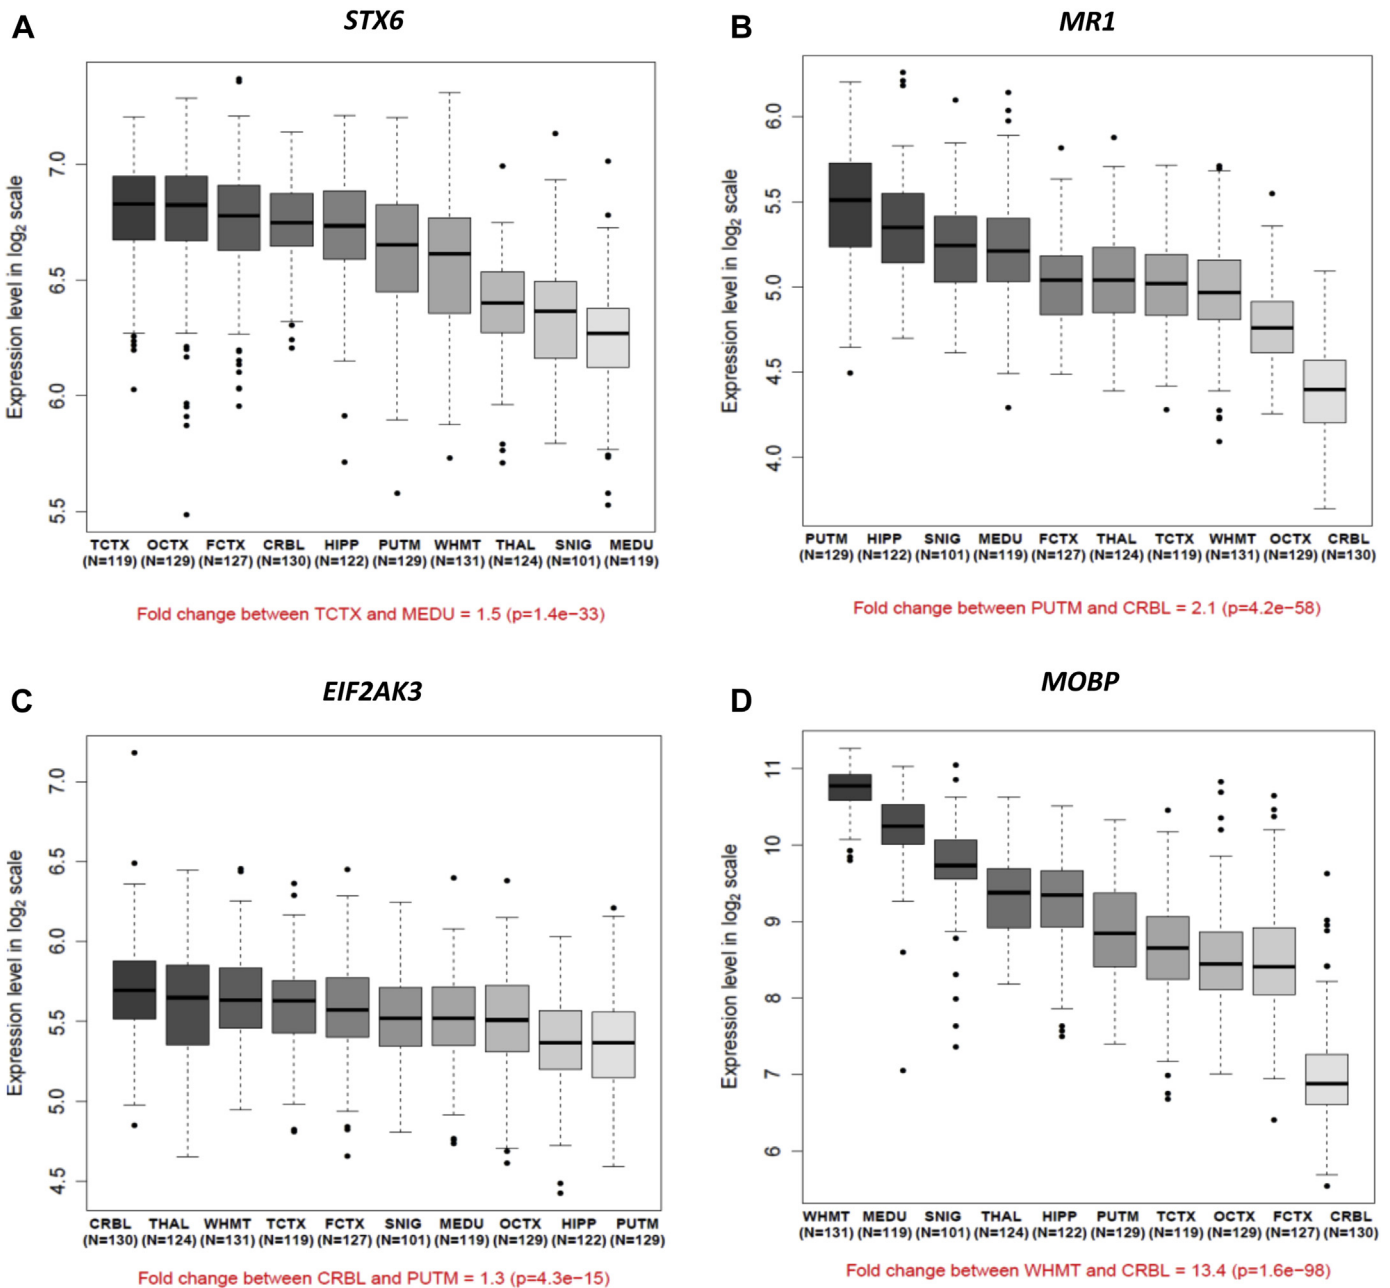 A
STX6
Expression level in log2 scale
7.0
6.5
6.0
5.5
TCTX OCTX FCTX CRBL HIPP PUTM WHMT THAL SNIG MEDU
(N=119) (N=129) (N=127) (N=130) (N=122) (N=129) (N=131) (N=124) (N=101) (N=119)
Fold change between TCTX and MEDU = 1.5 (p=1.4e−33)
B
MR1
Expression level in log2 scale
6.0
5.5
5.0
4.5
4.0
PUTM HIPP SNIG MEDU FCTX THAL TCTX WHMT OCTX CRBL
(N=129) (N=122) (N=101) (N=119) (N=127) (N=124) (N=119) (N=131) (N=129) (N=130)
Fold change between PUTM and CRBL = 2.1 (p=4.2e−58)
C
EIF2AK3
Expression level in log2 scale
7.0
6.5
6.0
5.5
5.0
4.5
CRBL THAL WHMT TCTX FCTX SNIG MEDU OCTX HIPP PUTM
(N=130) (N=124) (N=131) (N=119) (N=127) (N=101) (N=119) (N=129) (N=122) (N=129)
Fold change between CRBL and PUTM = 1.3 (p=4.3e−15)
D
MOBP
Expression level in log2 scale
11
10
9
8
7
6
WHMT MEDU SNIG THAL HIPP PUTM TCTX OCTX FCTX CRBL
(N=131) (N=119) (N=101) (N=124) (N=122) (N=129) (N=119) (N=129) (N=127) (N=130)
Fold change between WHMT and CRBL = 13.4 (p=1.6e−98)